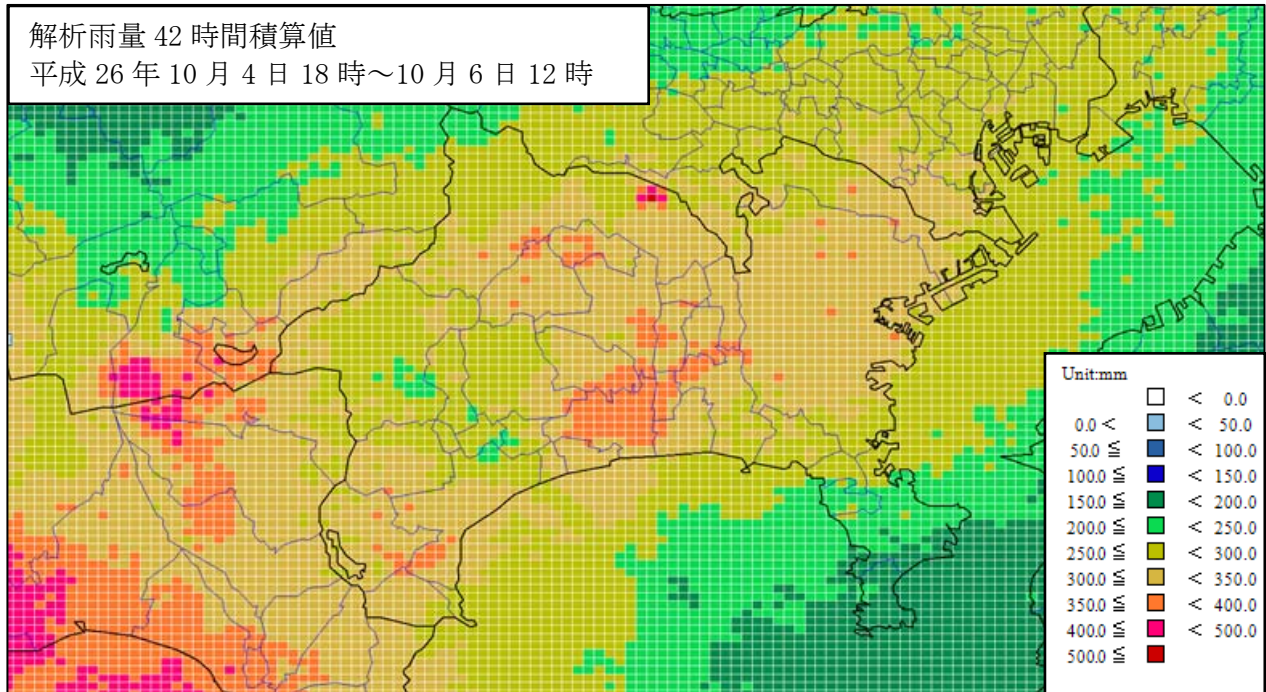 解析雨量 42 時間積算値
平成 26 年 10 月 4 日 18 時～10 月 6 日 12 時
Unit:mm
< 0.0
0.0 < < 50.0
50.0 ≦ < 100.0
100.0 ≦ < 150.0
150.0 ≦ < 200.0
200.0 ≦ < 250.0
250.0 ≦ < 300.0
300.0 ≦ < 350.0
350.0 ≦ < 400.0
400.0 ≦ < 500.0
500.0 ≦